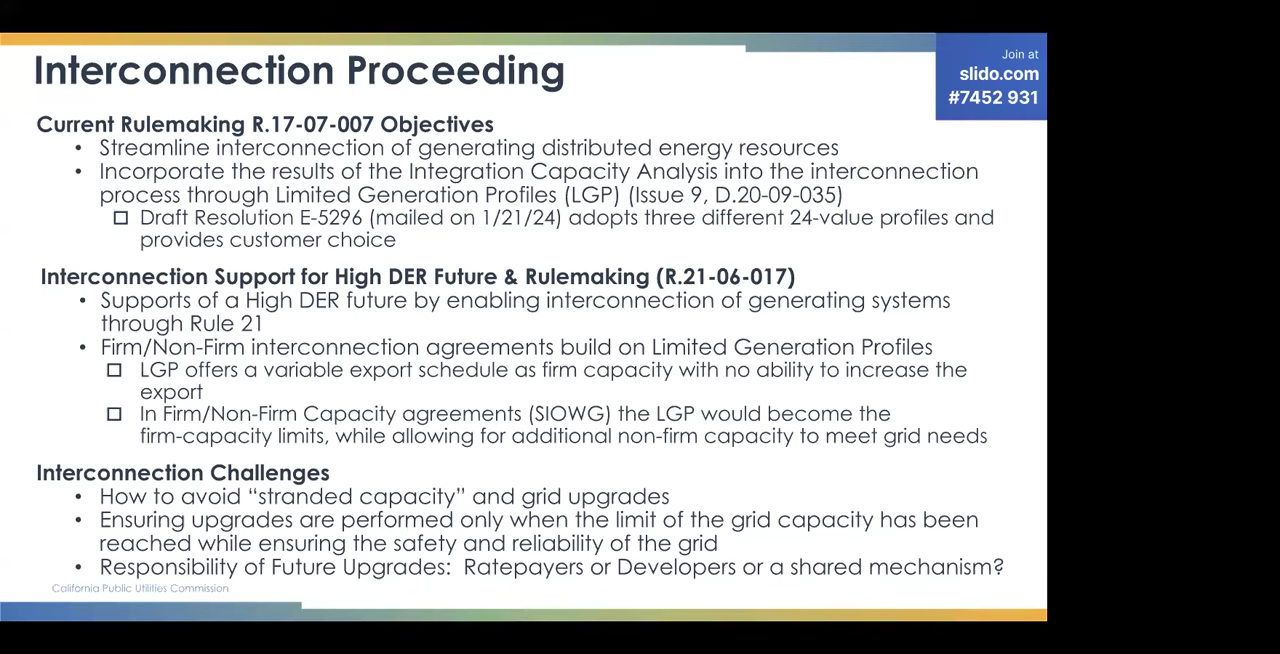 Join at
slido.com
#7452 931
Interconnection Proceeding
Current Rulemaking R.17-07-007 Objectives
• Streamline interconnection of generating distributed energy resources
• Incorporate the results of the Integration Capacity Analysis into the interconnection
process through Limited Generation Profiles (LGP) (Issue 9, D.20-09-035)
☐ Draft Resolution E-5296 (mailed on 1/21/24) adopts three different 24-value profiles and
provides customer choice
Interconnection Support for High DER Future & Rulemaking (R.21-06-017)
• Supports of a High DER future by enabling interconnection of generating systems
through Rule 21
• Firm/Non-Firm interconnection agreements build on Limited Generation Profiles
☐ LGP offers a variable export schedule as firm capacity with no ability to increase the
export
☐ In Firm/Non-Firm Capacity agreements (SIOWG) the LGP would become the
firm-capacity limits, while allowing for additional non-firm capacity to meet grid needs
Interconnection Challenges
• How to avoid “stranded capacity” and grid upgrades
• Ensuring upgrades are performed only when the limit of the grid capacity has been
reached while ensuring the safety and reliability of the grid
• Responsibility of Future Upgrades: Ratepayers or Developers or a shared mechanism?
California Public Utilities Commission